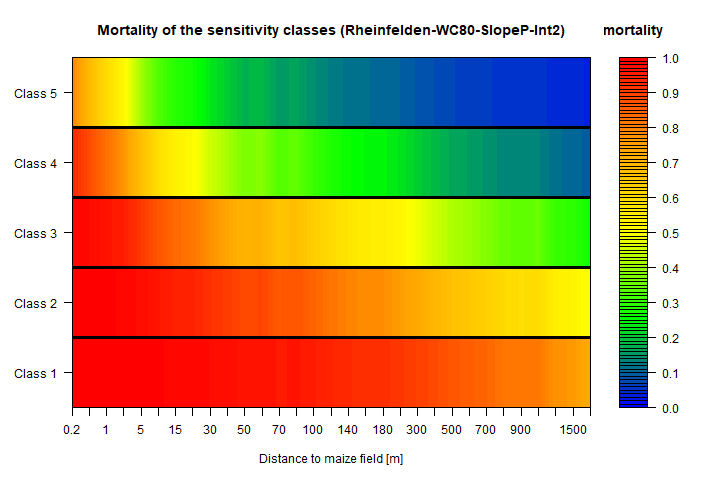 Mortality of the sensitivity classes (Rheinfelden-WC80-SlopeP-Int2)
mortality
Class 5
Class 4
Class 3
Class 2
Class 1
1.0
0.9
0.8
0.7
0.6
0.5
0.4
0.3
0.2
0.1
0.0
0.2 1 5 15 30 50 70 100 140 180 300 500 700 900 1500
Distance to maize field [m]